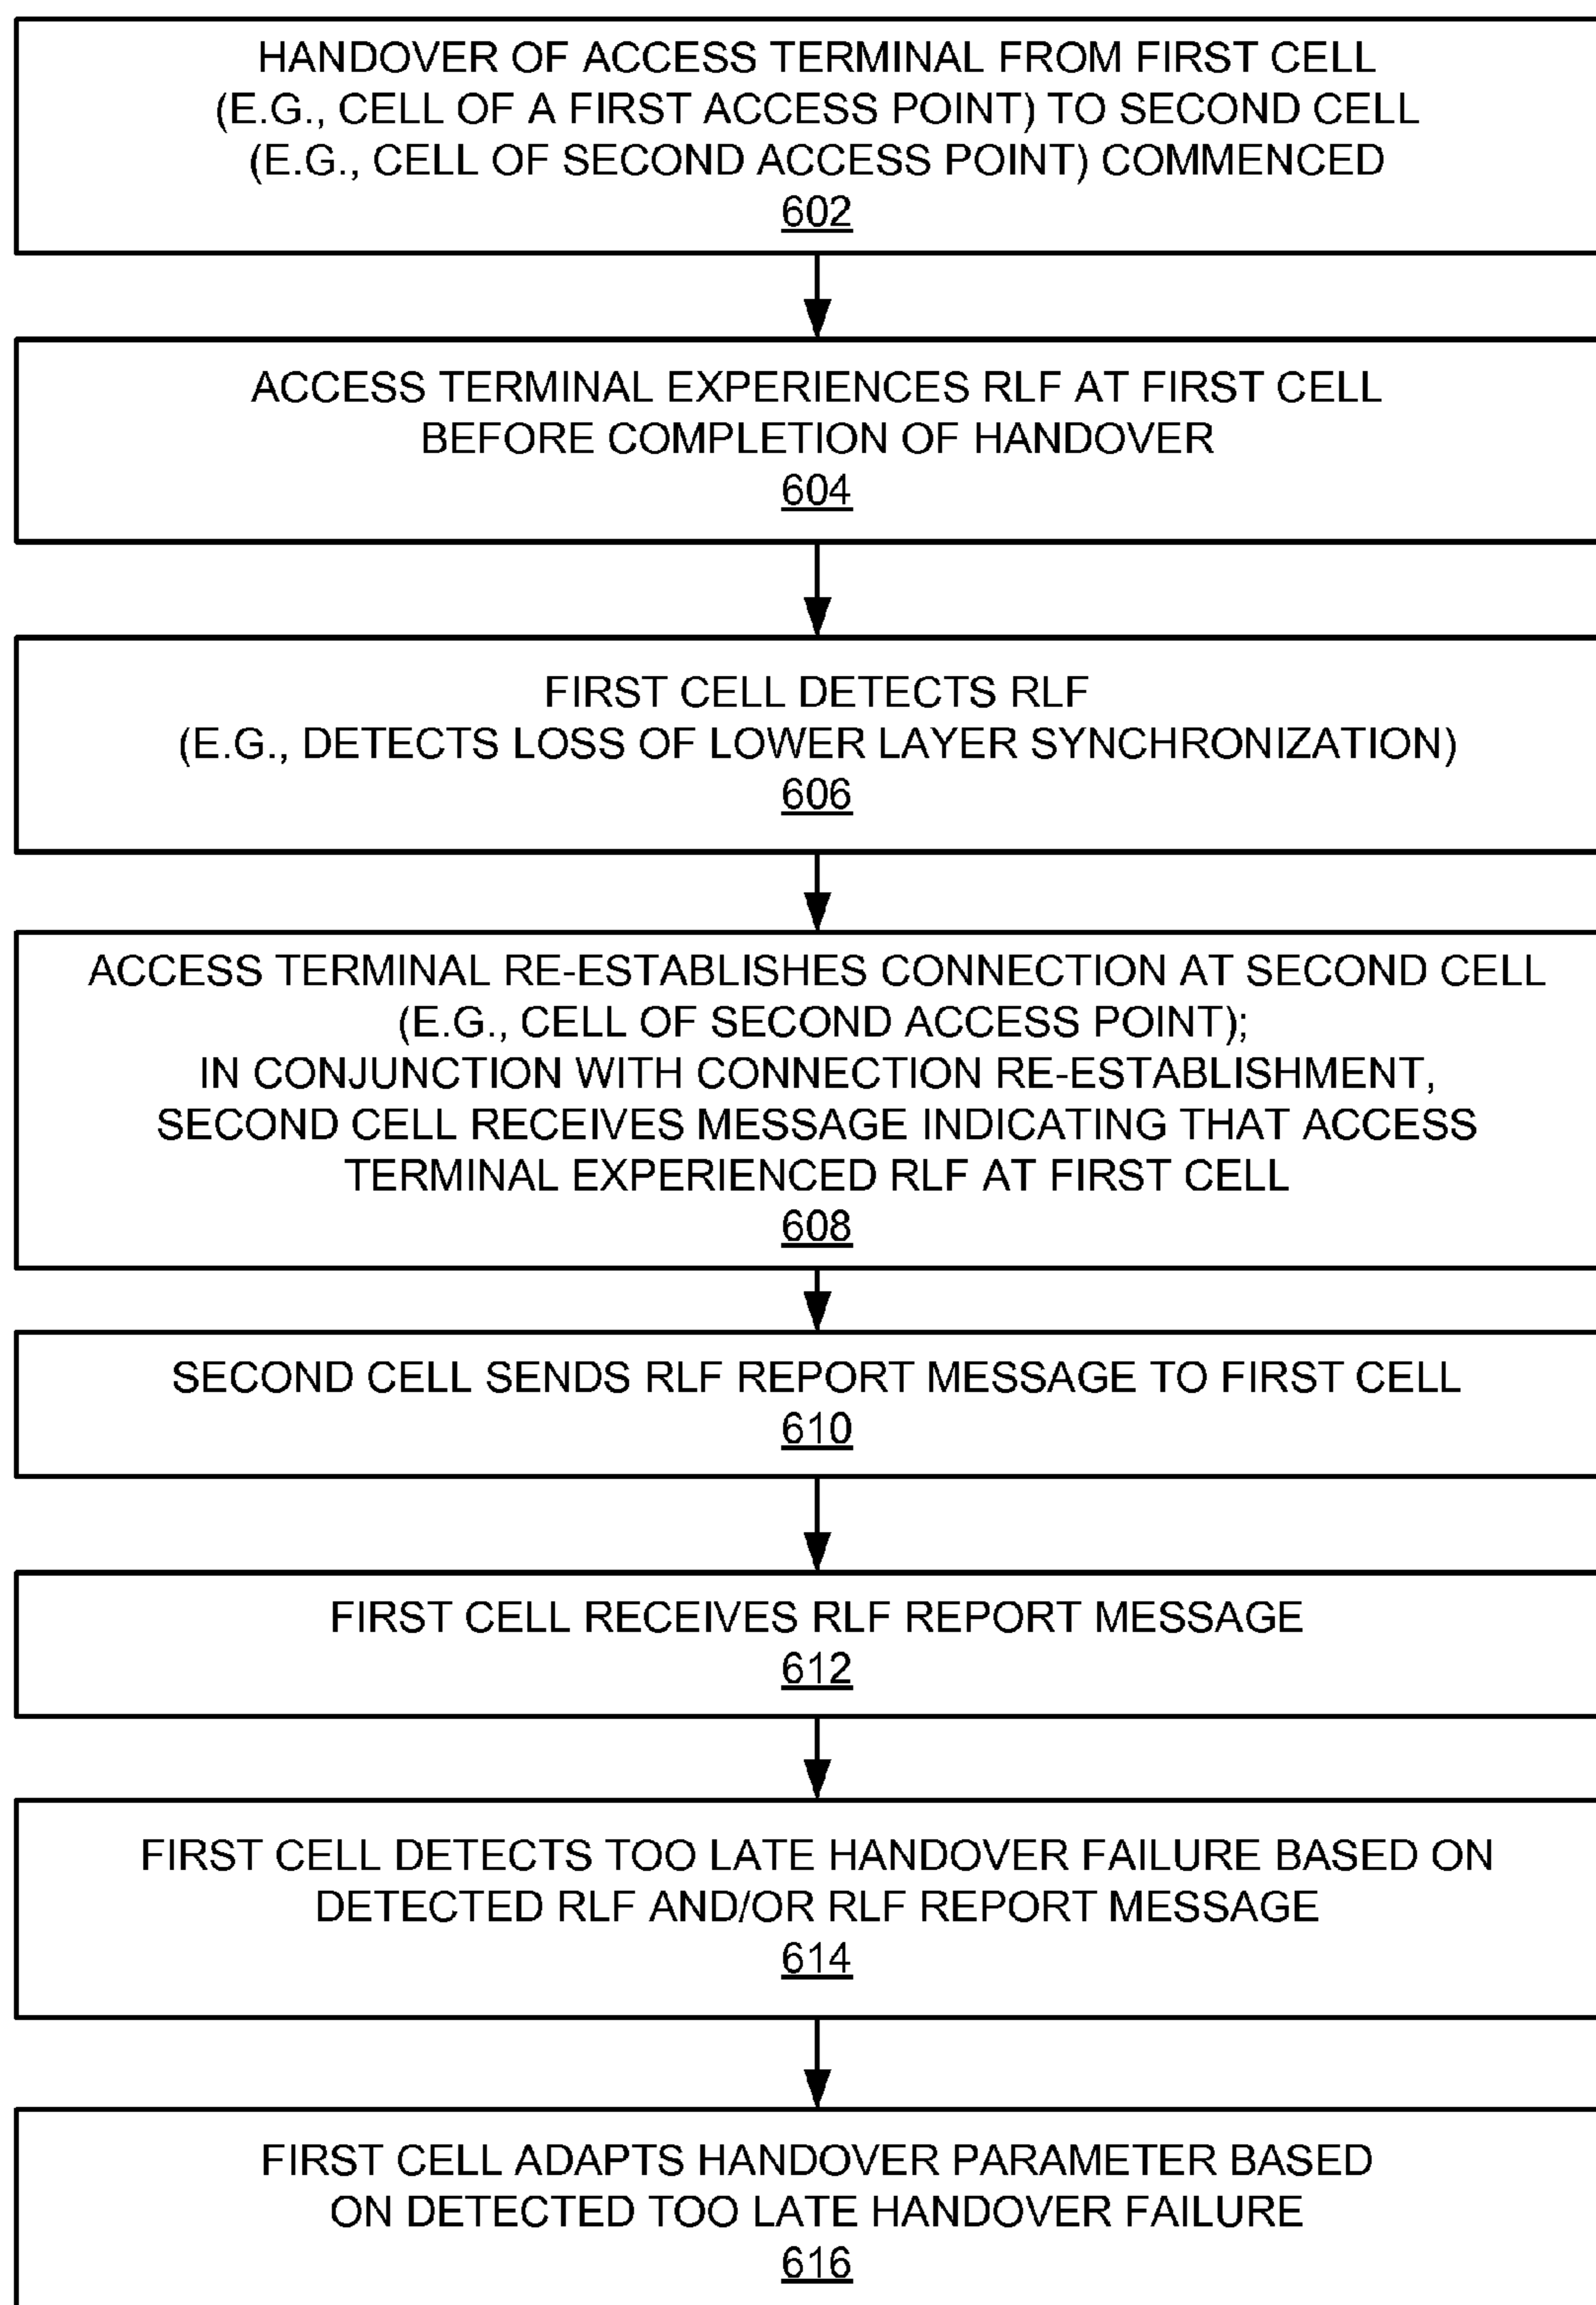 HANDOVER OF ACCESS TERMINAL FROM FIRST CELL
(E.G., CELL OF A FIRST ACCESS POINT) TO SECOND CELL
(E.G., CELL OF SECOND ACCESS POINT) COMMENCED
602
ACCESS TERMINAL EXPERIENCES RLF AT FIRST CELL
BEFORE COMPLETION OF HANDOVER
604
FIRST CELL DETECTS RLF
(E.G., DETECTS LOSS OF LOWER LAYER SYNCHRONIZATION)
606
ACCESS TERMINAL RE-ESTABLISHES CONNECTION AT SECOND CELL
(E.G., CELL OF SECOND ACCESS POINT);
IN CONJUNCTION WITH CONNECTION RE-ESTABLISHMENT,
SECOND CELL RECEIVES MESSAGE INDICATING THAT ACCESS
TERMINAL EXPERIENCED RLF AT FIRST CELL
608
SECOND CELL SENDS RLF REPORT MESSAGE TO FIRST CELL
610
FIRST CELL RECEIVES RLF REPORT MESSAGE
612
FIRST CELL DETECTS TOO LATE HANDOVER FAILURE BASED ON
DETECTED RLF AND/OR RLF REPORT MESSAGE
614
FIRST CELL ADAPTS HANDOVER PARAMETER BASED
ON DETECTED TOO LATE HANDOVER FAILURE
616